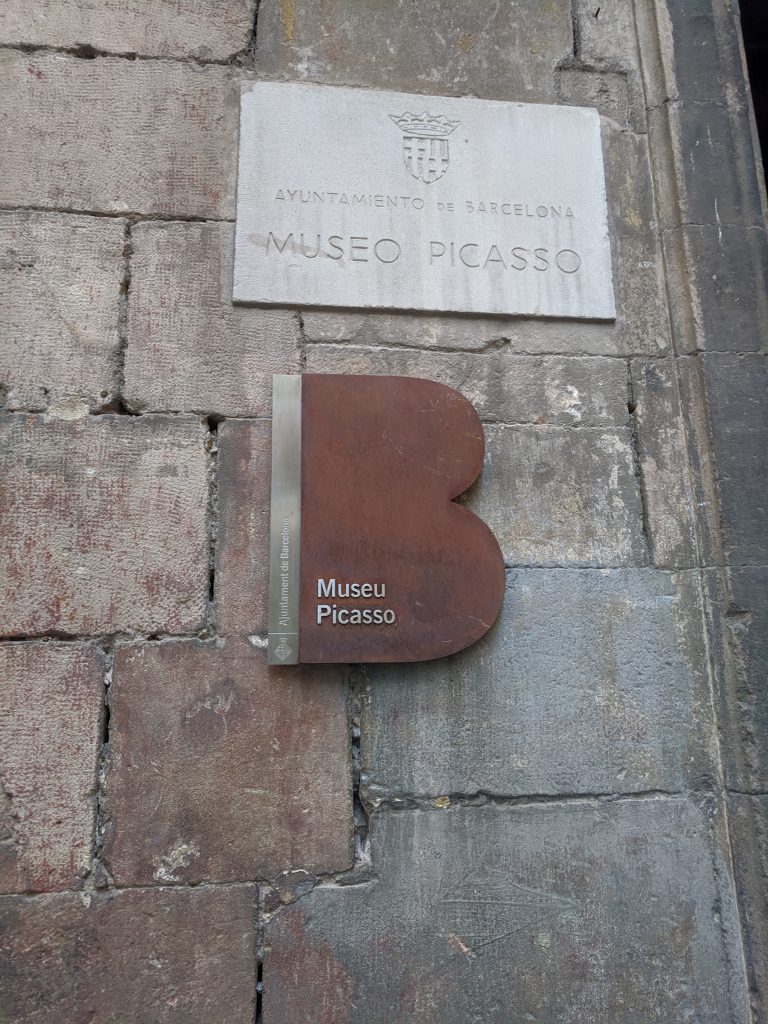 AYUNTAMIENTO DE BARCELONA
MUSEO PICASSO
Ajuntament de Barcelona
Museu
Picasso